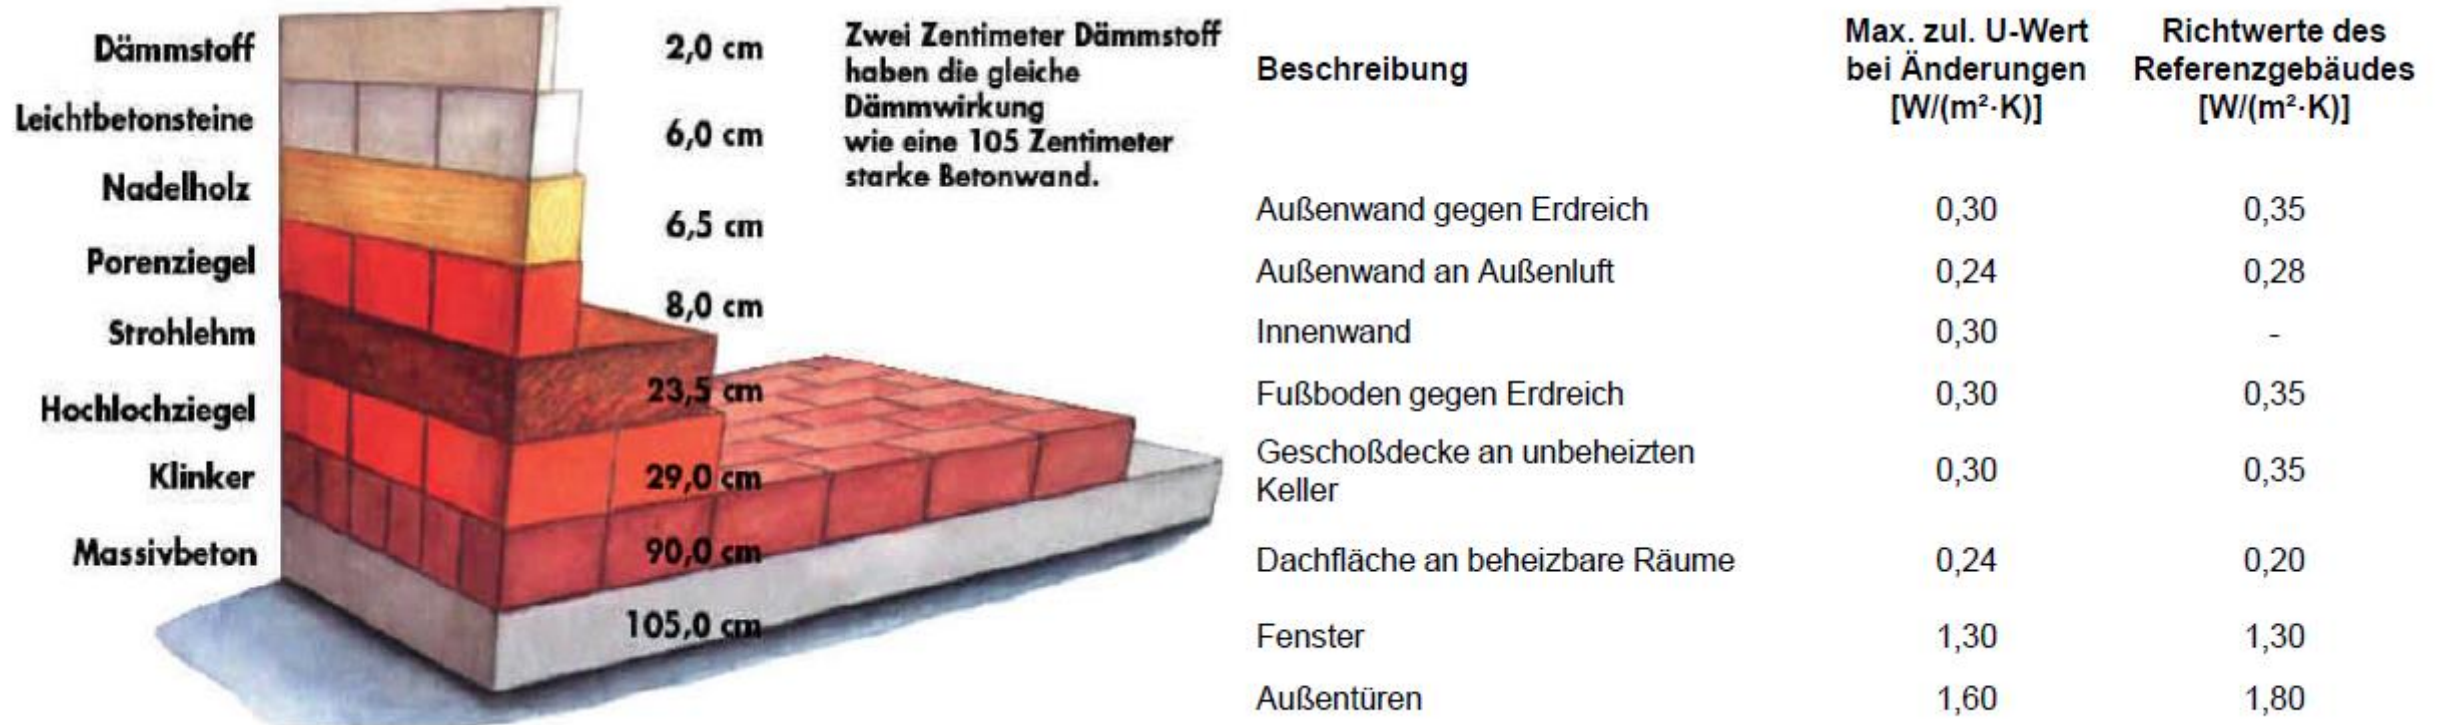 Dämmstoff 2,0 cm
Leichtbetonsteine 6,0 cm
Nadelholz 6,5 cm
Porenziegel 8,0 cm
Strohlehm 23,5 cm
Hochlochziegel 29,0 cm
Klinker 90,0 cm
Massivbeton 105,0 cm
Zwei Zentimeter Dämmstoff
haben die gleiche
Dämmwirkung
wie eine 105 Zentimeter
starke Betonwand.
Beschreibung
Max. zul. U-Wert
bei Änderungen
[W/(m²·K)]
Richtwerte des
Referenzgebäudes
[W/(m²·K)]
Außenwand gegen Erdreich 0,30 0,35
Außenwand an Außenluft 0,24 0,28
Innenwand 0,30 -
Fußboden gegen Erdreich 0,30 0,35
Geschoßdecke an unbeheizten
Keller 0,30 0,35
Dachfläche an beheizbare Räume 0,24 0,20
Fenster 1,30 1,30
Außentüren 1,60 1,80